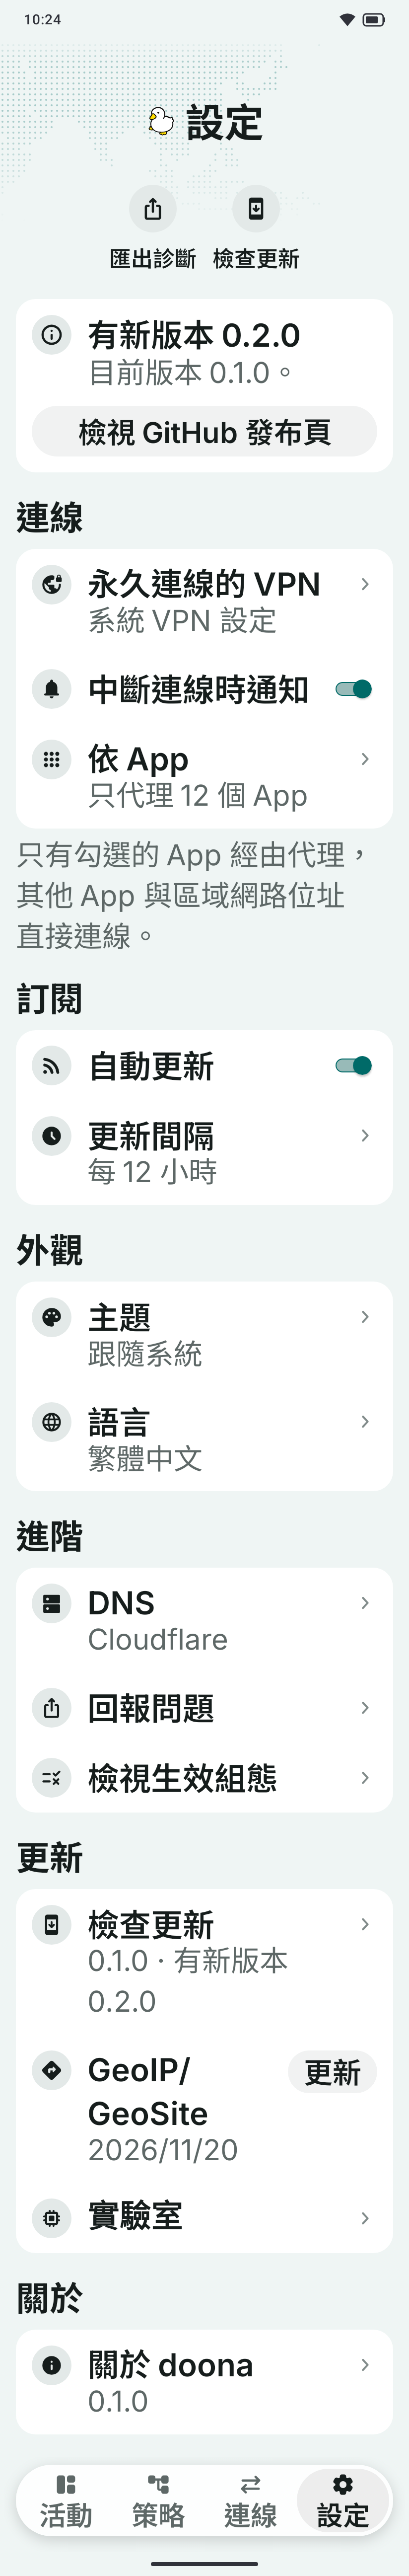 10:24
設定
匯出診斷
檢查更新
有新版本 0.2.0
目前版本 0.1.0。
檢視 GitHub 發布頁
連線
永久連線的 VPN
系統 VPN 設定
中斷連線時通知
依 App
只代理 12 個 App
只有勾選的 App 經由代理，
其他 App 與區域網路位址
直接連線。
訂閱
自動更新
更新間隔
每 12 小時
外觀
主題
跟隨系統
語言
繁體中文
進階
DNS
Cloudflare
回報問題
檢視生效組態
更新
檢查更新
0.1.0 · 有新版本
0.2.0
GeoIP/
GeoSite
2026/11/20
更新
實驗室
關於
關於 doona
0.1.0
活動
策略
連線
設定